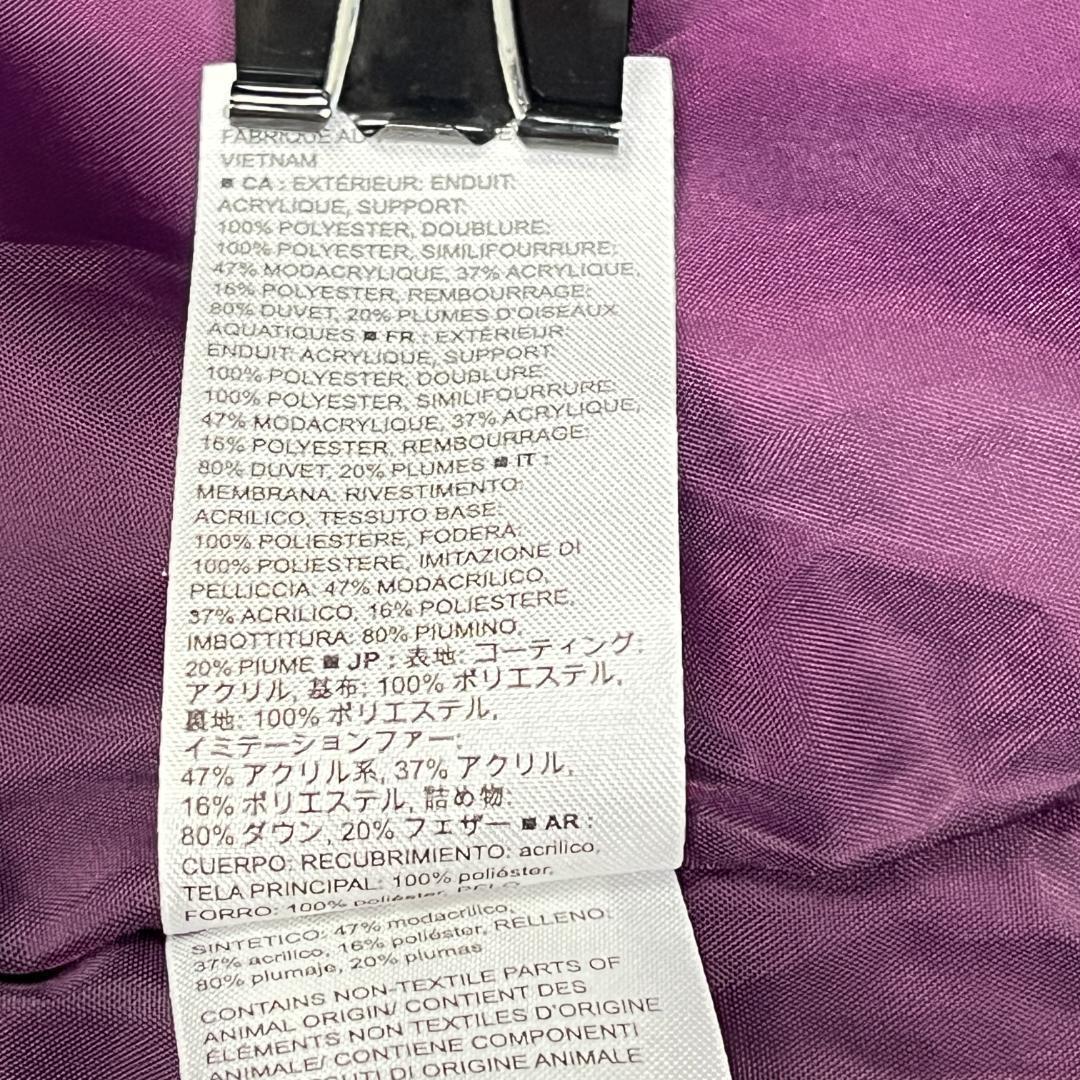 FABRIQUE AU
VIETNAM
■ CA : EXTÉRIEUR: ENDUIT:
ACRYLIQUE, SUPPORT:
100% POLYESTER, DOUBLURE:
100% POLYESTER, SIMILIFOURRURE:
47% MODACRYLIQUE, 37% ACRYLIQUE,
16% POLYESTER, REMBOURRAGE:
80% DUVET, 20% PLUMES D'OISEAUX
AQUATIQUES ■ FR : EXTÉRIEUR:
ENDUIT: ACRYLIQUE, SUPPORT:
100% POLYESTER, DOUBLURE:
100% POLYESTER, SIMILIFOURRURE:
47% MODACRYLIQUE, 37% ACRYLIQUE,
16% POLYESTER, REMBOURRAGE:
80% DUVET, 20% PLUMES ■ IT :
MEMBRANA: RIVESTIMENTO:
ACRILICO, TESSUTO BASE:
100% POLIESTERE, FODERA:
100% POLIESTERE, IMITAZIONE DI
PELLICCIA: 47% MODACRILICO,
37% ACRILICO, 16% POLIESTERE,
IMBOTTITURA: 80% PIUMINO,
20% PIUME ■ JP : 表地: コーティング:
アクリル, 基布: 100% ポリエステル,
裏地: 100% ポリエステル,
イミテーションファー:
47% アクリル系, 37% アクリル,
16% ポリエステル, 詰め物:
80% ダウン, 20% フェザー ■ AR :
CUERPO: RECUBRIMIENTO: acrilico,
TELA PRINCIPAL: 100% poliéster,
FORRO: 100% poliéster, PELO
SINTETICO: 47% modacrilico,
37% acrilico, 16% poliéster, RELLENO:
80% plumaje, 20% plumas
CONTAINS NON-TEXTILE PARTS OF
ANIMAL ORIGIN/ CONTIENT DES
ÉLÉMENTS NON TEXTILES D'ORIGINE
ANIMALE/ CONTIENE COMPONENTI
DI ORIGINE ANIMALE